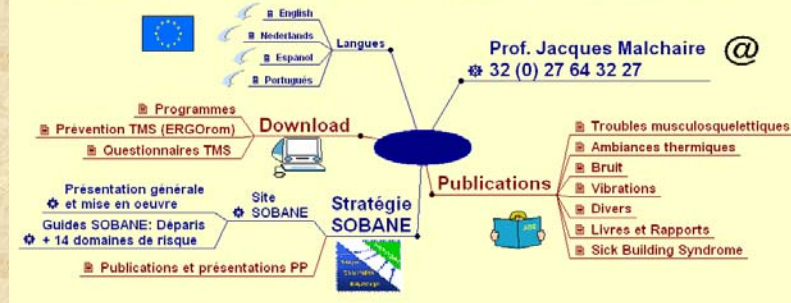 English
Nederlands
Español
Português
Langues
Prof. Jacques Malchaire
32 (0) 27 64 32 27
@
Programmes
Prévention TMS (ERGOrom)
Questionnaires TMS
Download
Troubles musculosquelettiques
Ambiances thermiques
Bruit
Vibrations
Divers
Livres et Rapports
Sick Building Syndrome
Publications
Présentation générale
et mise en oeuvre
Guides SOBANE: Déparis
+ 14 domaines de risque
Site
SOBANE
Publications et présentations PP
Stratégie
SOBANE